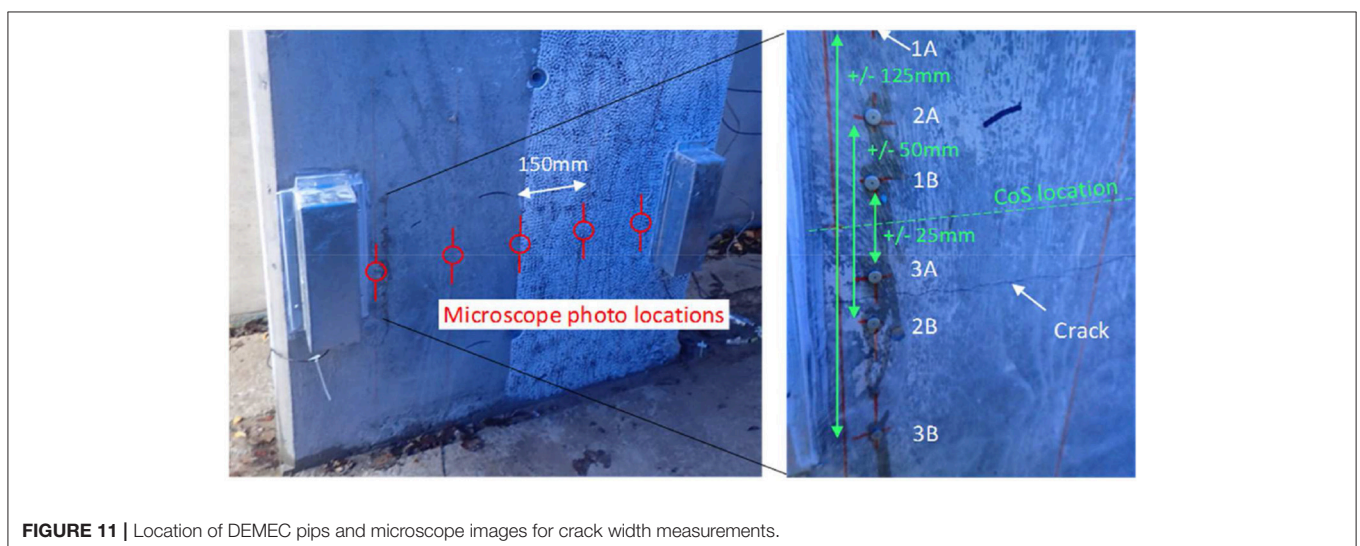 150mm
Microscope photo locations
1A
+/- 125mm
2A
+/- 50mm
1B
CoS location
+/- 25mm
3A
Crack
2B
3B
FIGURE 11 | Location of DEMEC pips and microscope images for crack width measurements.